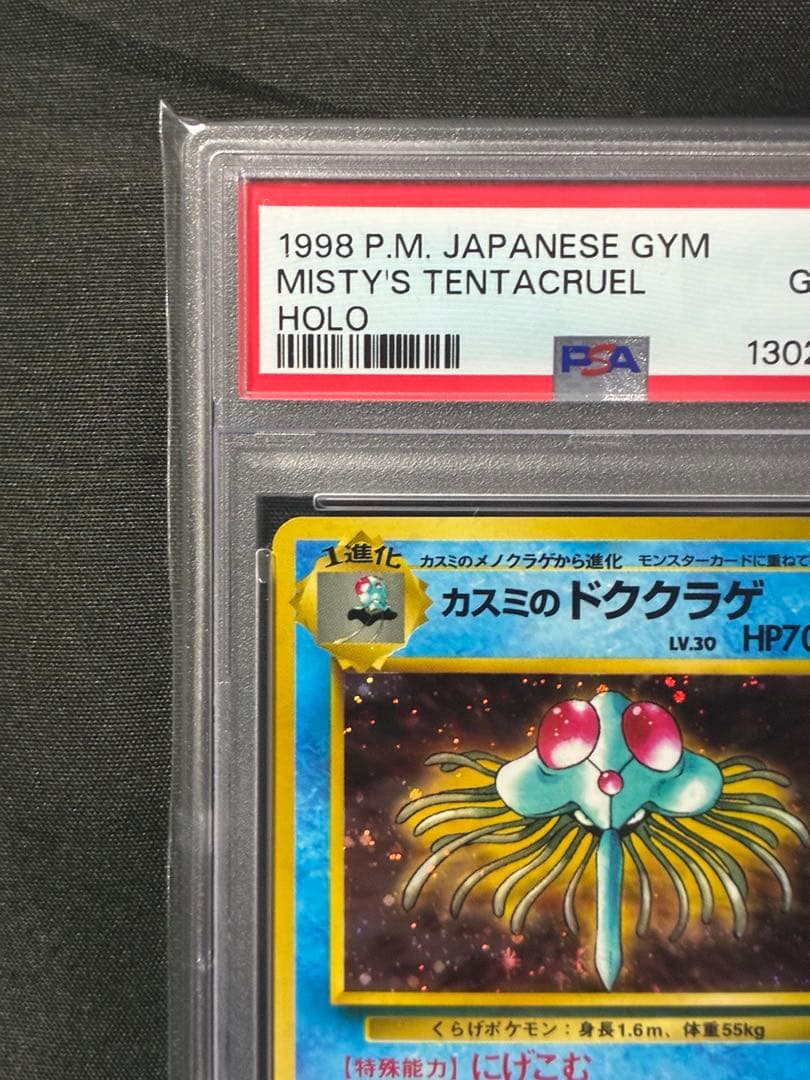 1998 P.M. JAPANESE GYM
MISTY'S TENTACRUEL
HOLO
G
PSA
1302
1進化
カスミのメノクラゲから進化 モンスターカードに重ねて
カスミのドククラゲ
LV.30 HP70
くらげポケモン：身長1.6m、体重55kg
【特殊能力】にげこむ